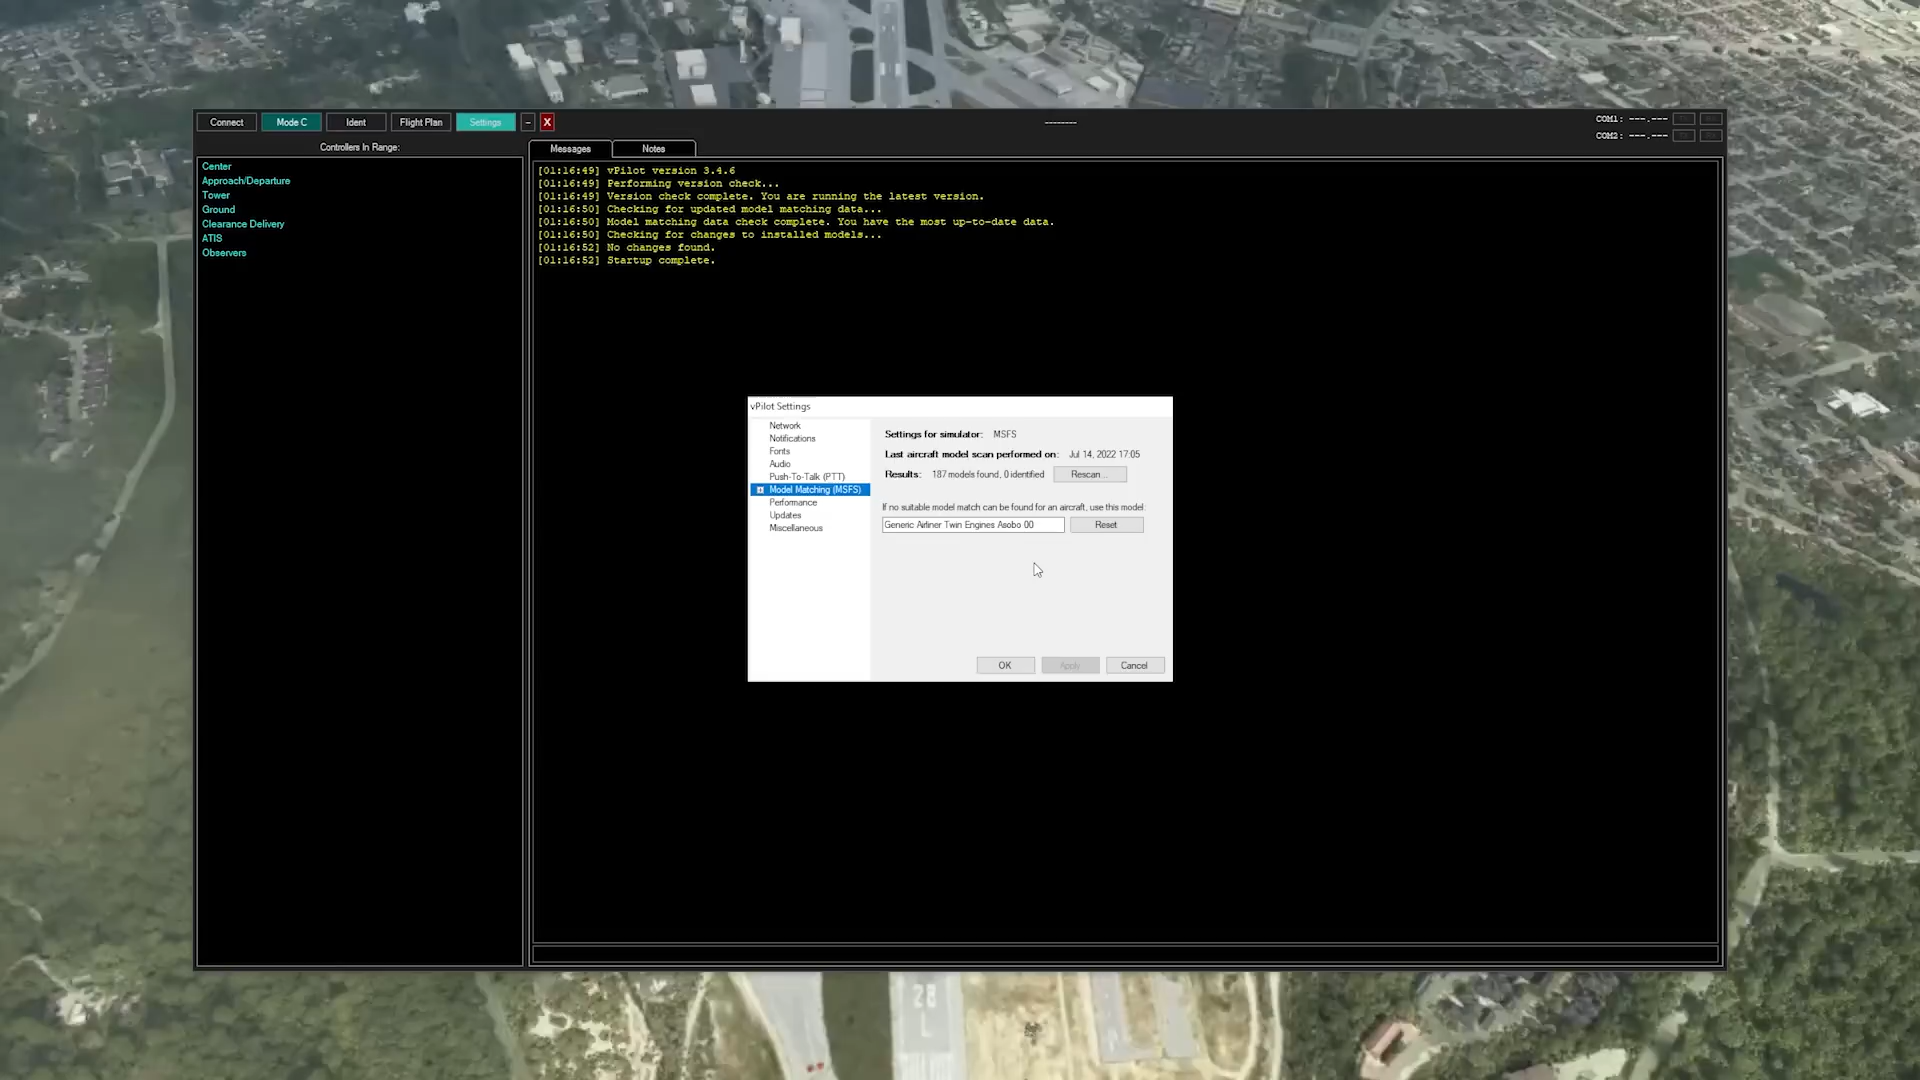 Connect
Mode C
Ident
Flight Plan
Settings
-
X
--------
COM1: ---.---
COM2: ---.---
Controllers In Range:
Messages
Notes
Center
Approach/Departure
Tower
Ground
Clearance Delivery
ATIS
Observers
[01:16:49] vPilot version 3.4.6
[01:16:49] Performing version check...
[01:16:49] Version check complete. You are running the latest version.
[01:16:50] Checking for updated model matching data...
[01:16:50] Model matching data check complete. You have the most up-to-date data.
[01:16:50] Checking for changes to installed models...
[01:16:52] No changes found.
[01:16:52] Startup complete.
vPilot Settings
Network
Notifications
Fonts
Audio
Push-To-Talk (PTT)
Model Matching (MSFS)
Performance
Updates
Miscellaneous
Settings for simulator: MSFS
Last aircraft model scan performed on: Jul 14, 2022 17:05
Results: 187 models found, 0 identified
Rescan...
If no suitable model match can be found for an aircraft, use this model:
Generic Airliner Twin Engines Asobo 00
Reset
OK
Apply
Cancel
28
L